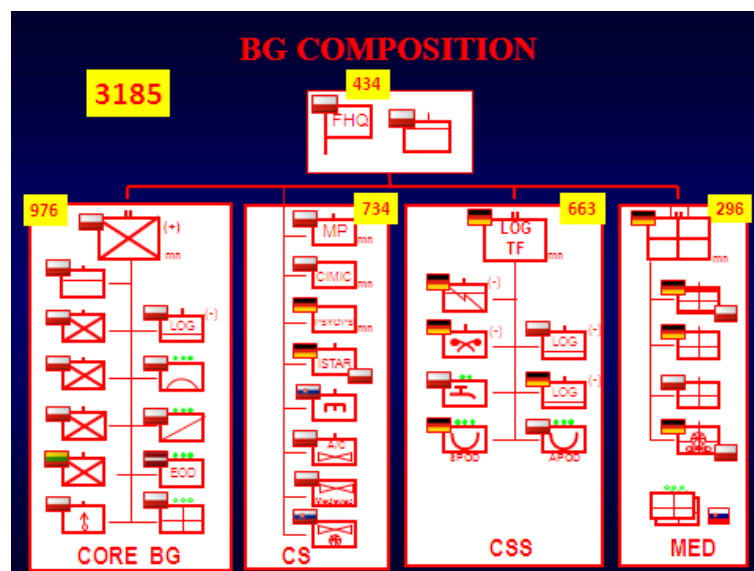 BG COMPOSITION
3185
434
FHQ
976
(+)
mn
LOG
(-)
EOD
CORE BG
734
MP
mn
CIMIC
mn
mn
ISTAR
A/C
Medevac
CS
663
LOG
TF
mn
(-)
(-)
LOG
(-)
LOG
(-)
SPOD
APOD
CSS
296
mn
MED